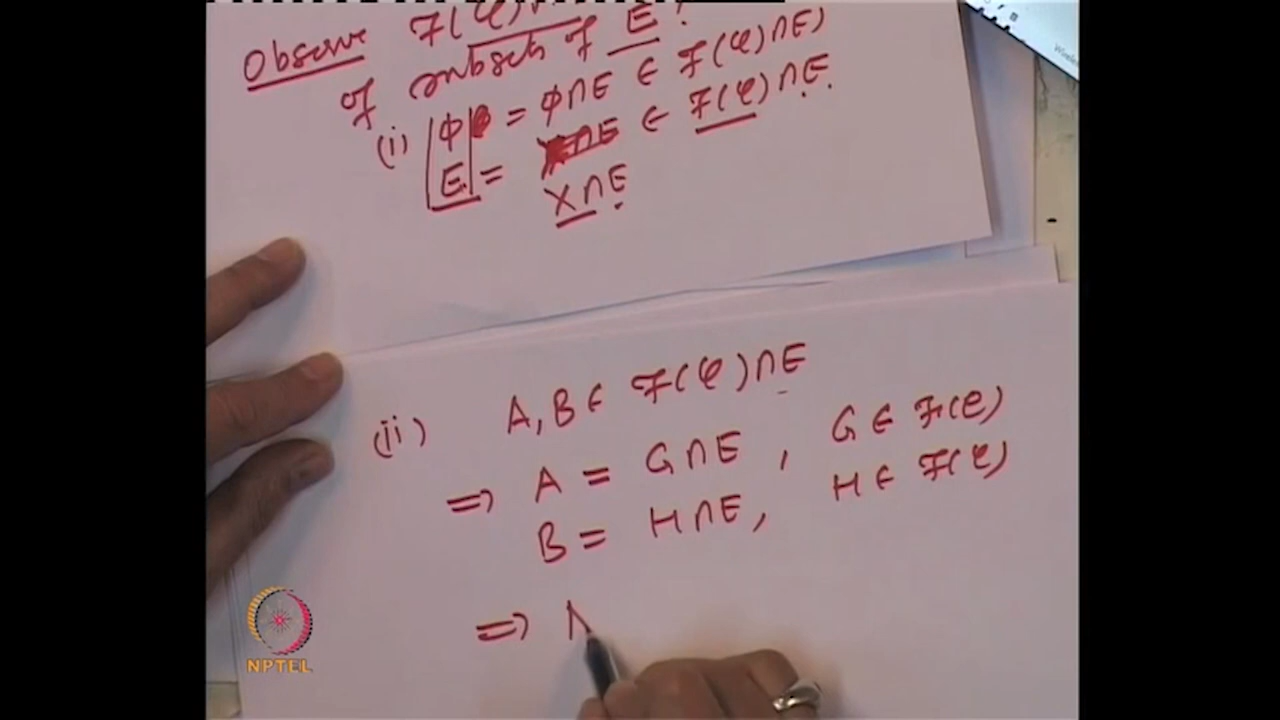 Observe F(𝒞)∩
of subsets of E!
(i) ϕ = ϕ∩E ∈ F(𝒞)∩E)
E = ∈ F(𝒞)∩E.
X∩E
(ii) A, B ∈ F(𝒞)∩E
⇒ A = G∩E , G ∈ F(𝒞)
B = H∩E, H ∈ F(𝒞)
⇒ A
NPTEL